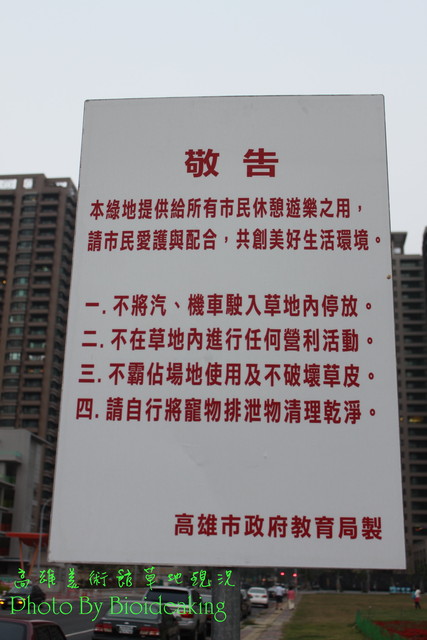 敬告
本綠地提供給所有市民休憩遊樂之用，
請市民愛護與配合，共創美好生活環境。
一. 不將汽、機車駛入草地內停放。
二. 不在草地內進行任何營利活動。
三. 不霸佔場地使用及不破壞草皮。
四. 請自行將寵物排泄物清理乾淨。
高雄市政府教育局製
高雄美術館草地現況
Photo By Bioidcaking